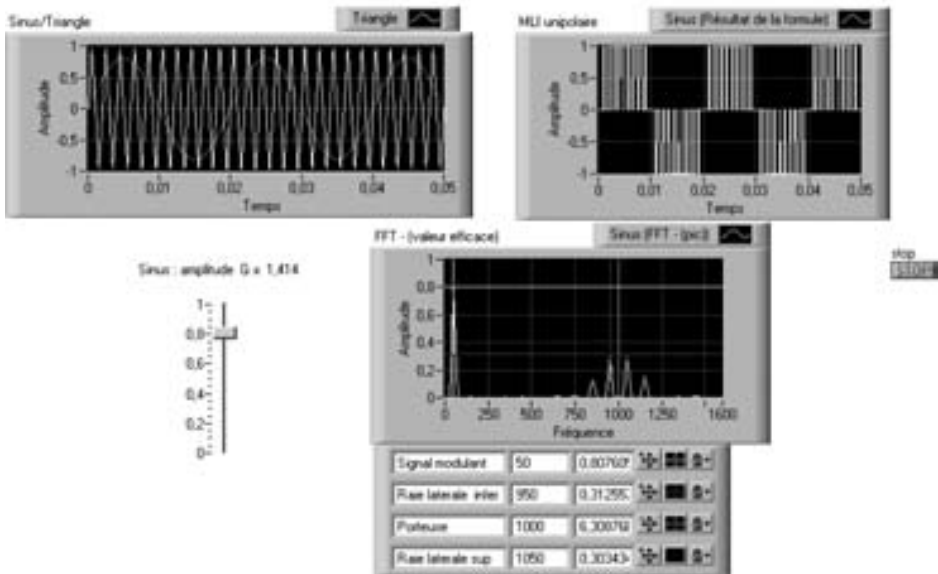 Sinus/Triangle
Triangle
Amplitude
1
0.5
0
-0.5
-1
0
0,01
0,02
0,03
0,04
0,05
Temps
MLI unipolaire
Sinus (Résultat de la formule)
Amplitude
1
0.5
0
-0.5
-1
0
0,01
0,02
0,03
0,04
0,05
Temps
FFT - (valeur efficace)
Sinus (FFT - (pic))
Amplitude
1
0.8
0.6
0.4
0.2
0
0
250
500
750
1000
1250
1600
Fréquence
Sinus : amplitude G x 1,414
1
0,8
0,6
0,4
0,2
0
stop
STOP
Signal modulant 50
Raie laterale 950
Porteuse 1000
Raie laterale sup 1050